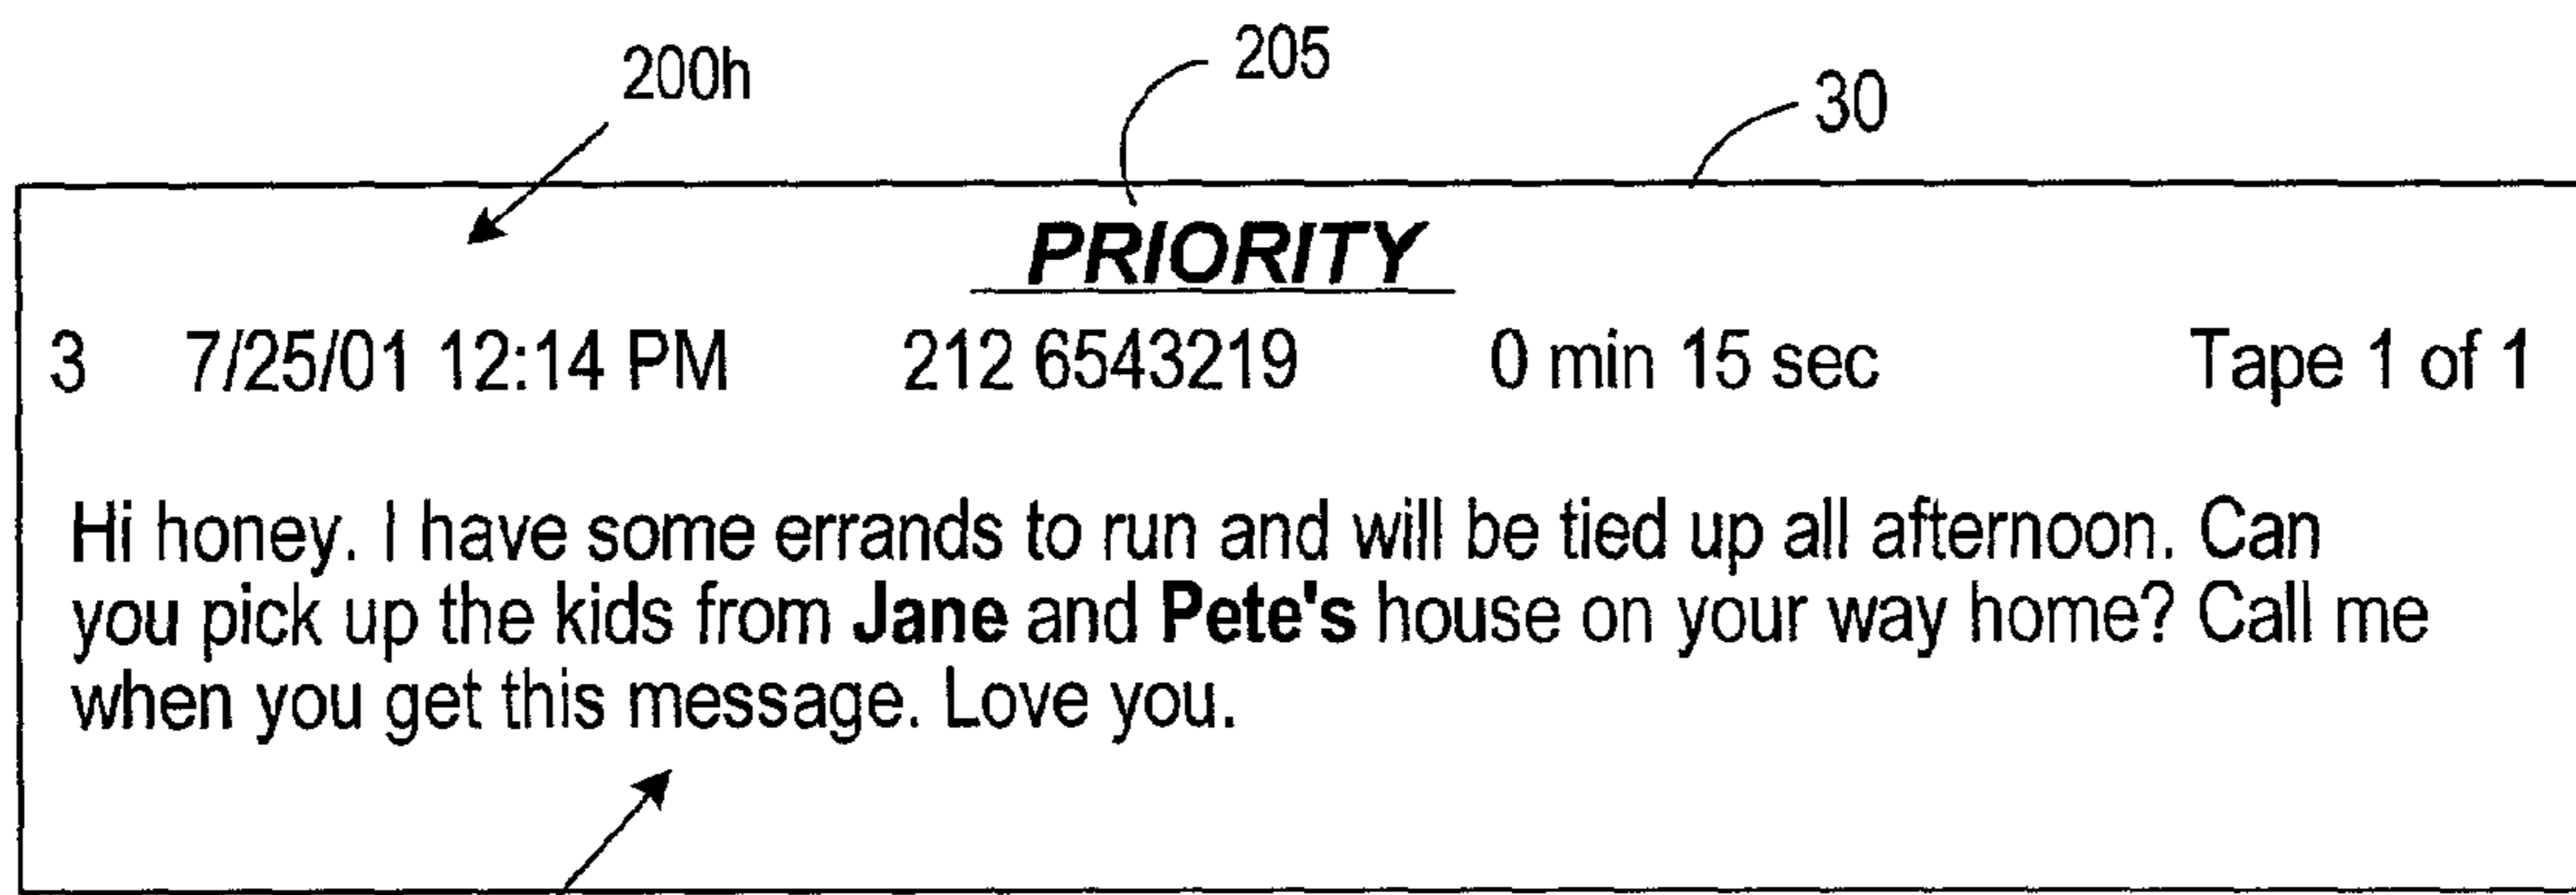 200h 205 30
PRIORITY
3 7/25/01 12:14 PM 212 6543219 0 min 15 sec Tape 1 of 1
Hi honey. I have some errands to run and will be tied up all afternoon. Can
you pick up the kids from Jane and Pete's house on your way home? Call me
when you get this message. Love you.